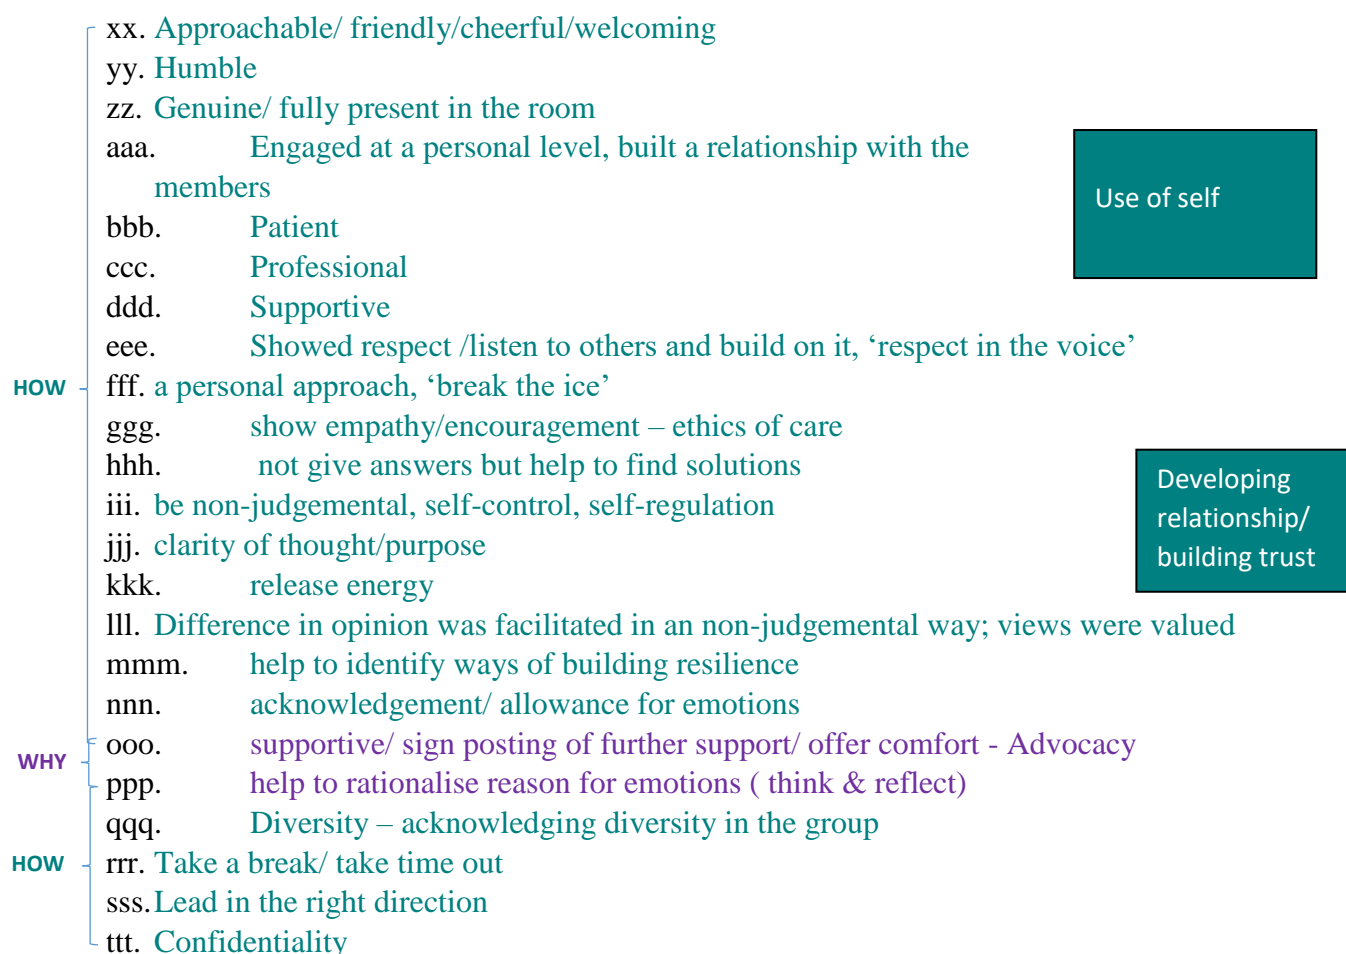 xx. Approachable/ friendly/cheerful/welcoming
yy. Humble
zz. Genuine/ fully present in the room
aaa. Engaged at a personal level, built a relationship with the
members
Use of self
bbb. Patient
ccc. Professional
ddd. Supportive
eee. Showed respect /listen to others and build on it, ‘respect in the voice’
HOW
fff. a personal approach, ‘break the ice’
ggg. show empathy/encouragement – ethics of care
hhh. not give answers but help to find solutions
iii. be non-judgemental, self-control, self-regulation
Developing
relationship/
building trust
jjj. clarity of thought/purpose
kkk. release energy
lll. Difference in opinion was facilitated in an non-judgemental way; views were valued
mmm. help to identify ways of building resilience
nnn. acknowledgement/ allowance for emotions
WHY
ooo. supportive/ sign posting of further support/ offer comfort - Advocacy
ppp. help to rationalise reason for emotions ( think & reflect)
qqq. Diversity – acknowledging diversity in the group
HOW
rrr. Take a break/ take time out
sss. Lead in the right direction
ttt. Confidentiality